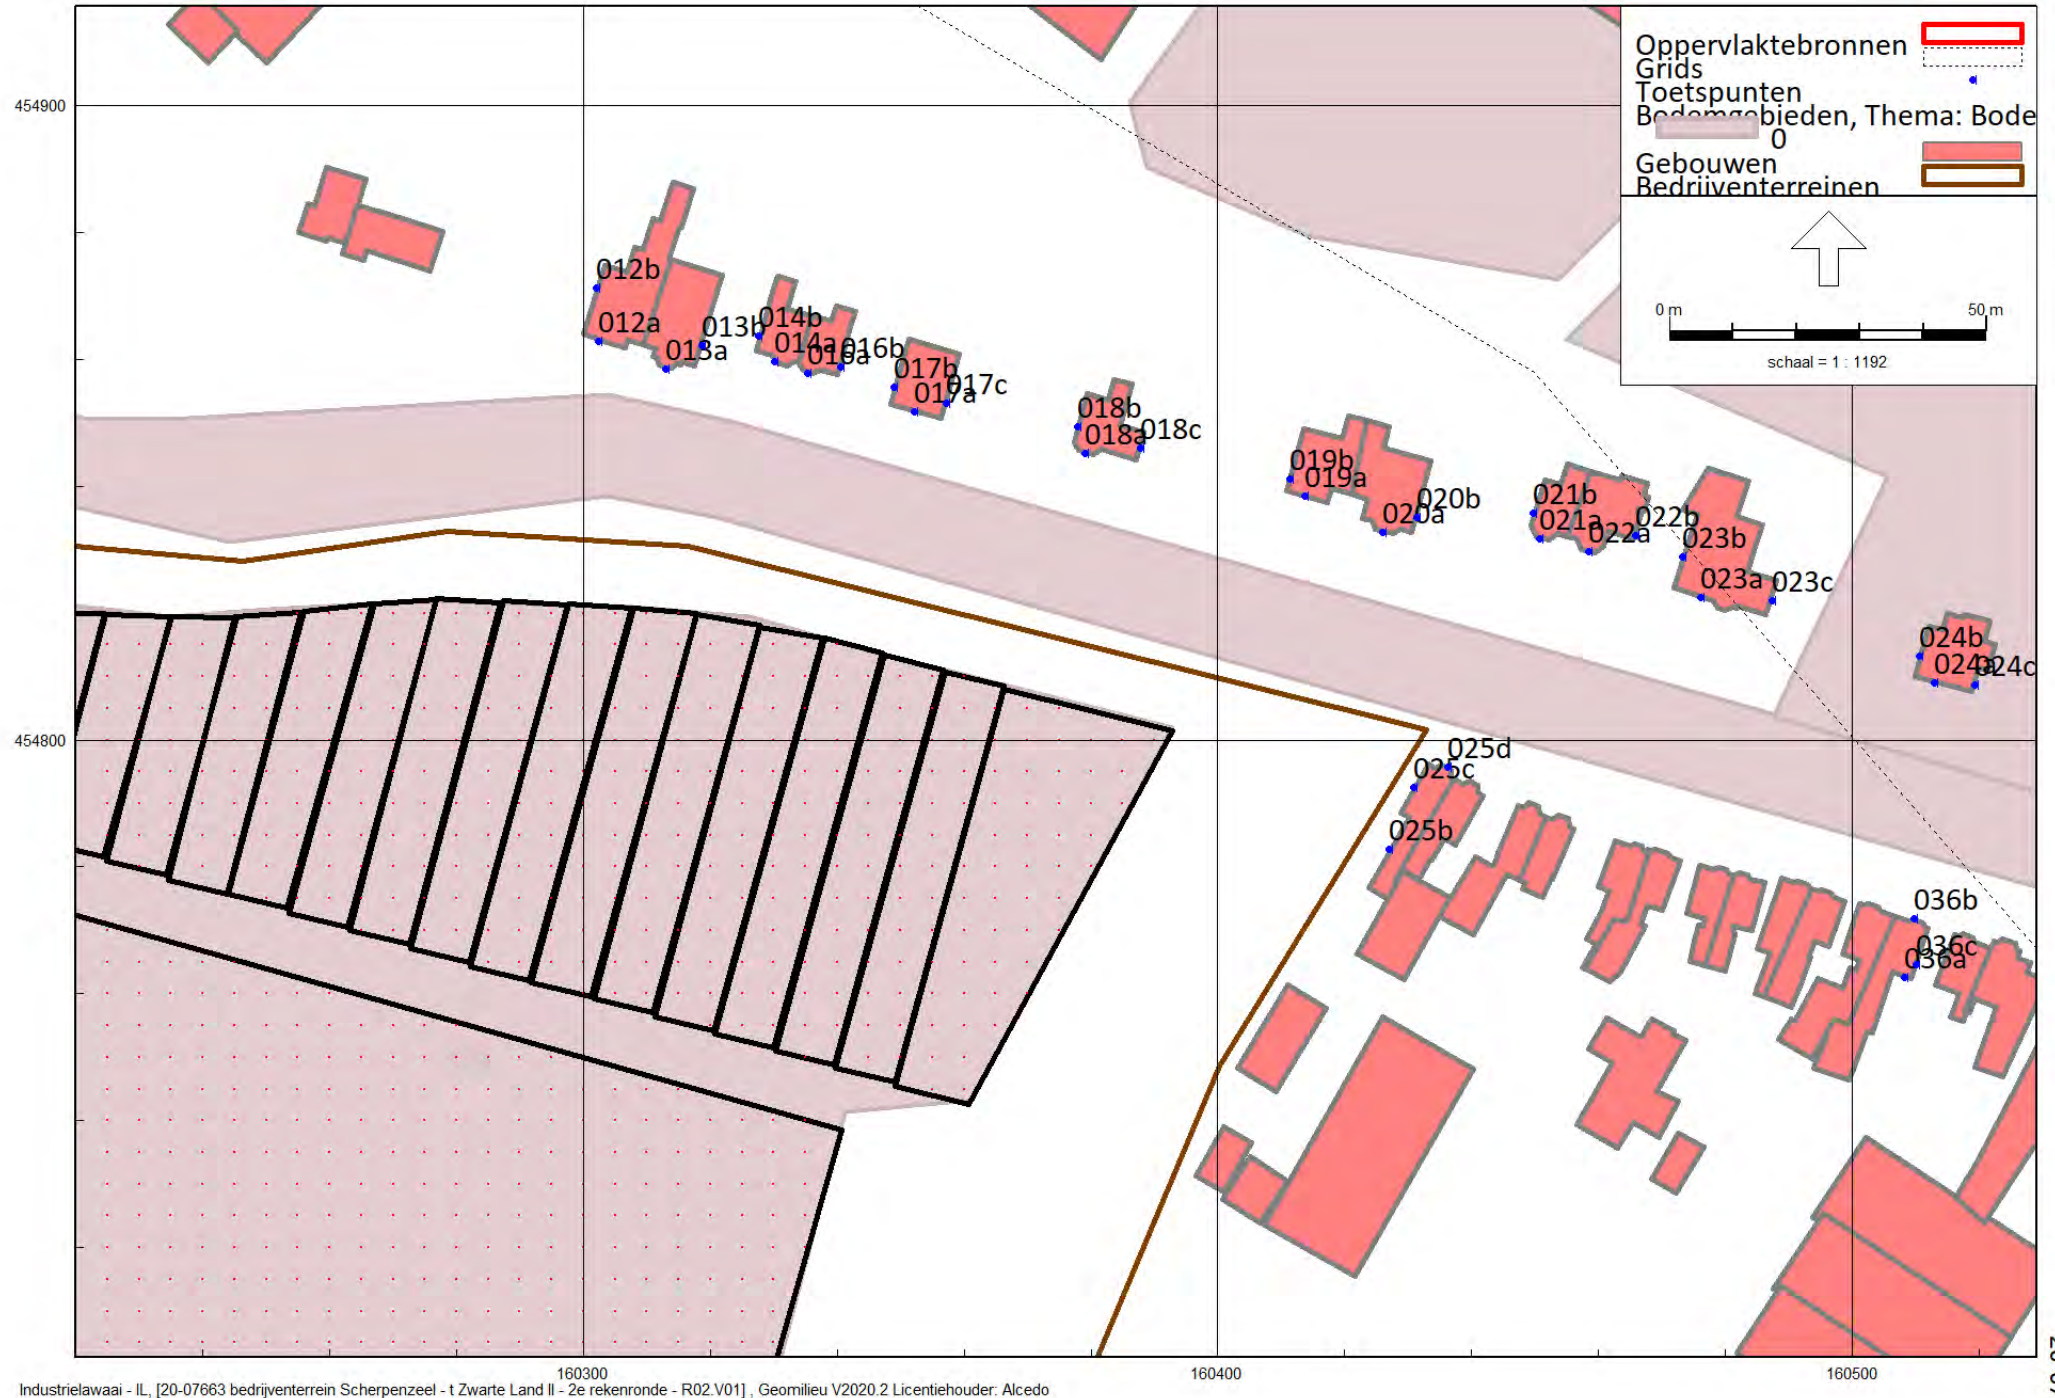 Oppervlaktebronnen
Grids
Toetspunten
Bodemgebieden, Thema: Bode
0
Gebouwen
Bedrijventerreinen
0 m 50 m
schaal = 1 : 1192
454900
012b
012a
013b
013a
014b
014a
016a
016b
017b
017a
017c
018b
018a
018c
019b
019a
020b
020a
021b
021a
022b
022a
023b
023a
023c
024b
024a
024c
454800
025d
025c
025b
036b
036c
036a
160300 160400 160500
Industrielawaai - IL, [20-07663 bedrijventerrein Scherpenzeel - t Zwarte Land II - 2e rekenronde - R02.V01] , Geomilieu V2020.2 Licentiehouder: Alcedo